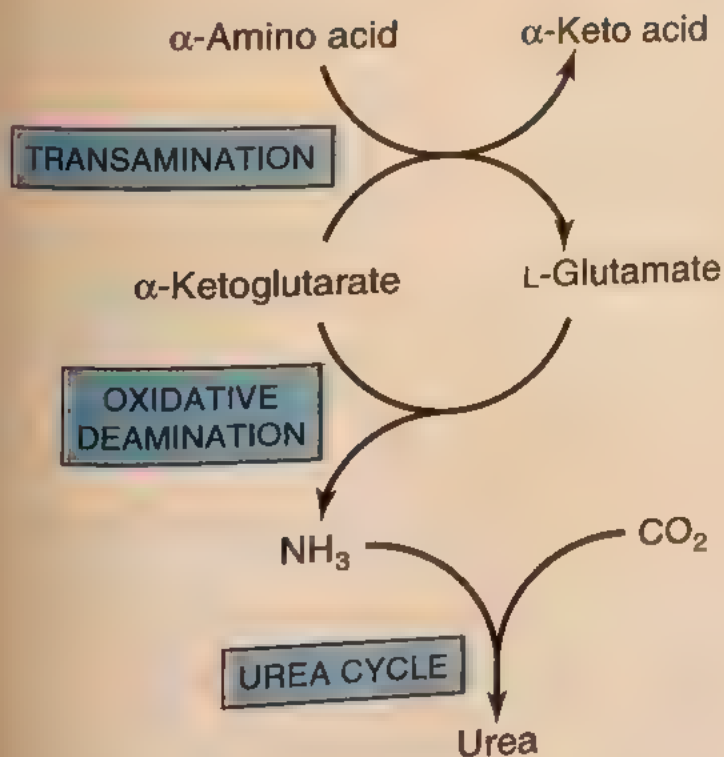 α-Amino acid α-Keto acid
TRANSAMINATION
α-Ketoglutarate L-Glutamate
OXIDATIVE
DEAMINATION
NH₃ CO₂
UREA CYCLE
Urea